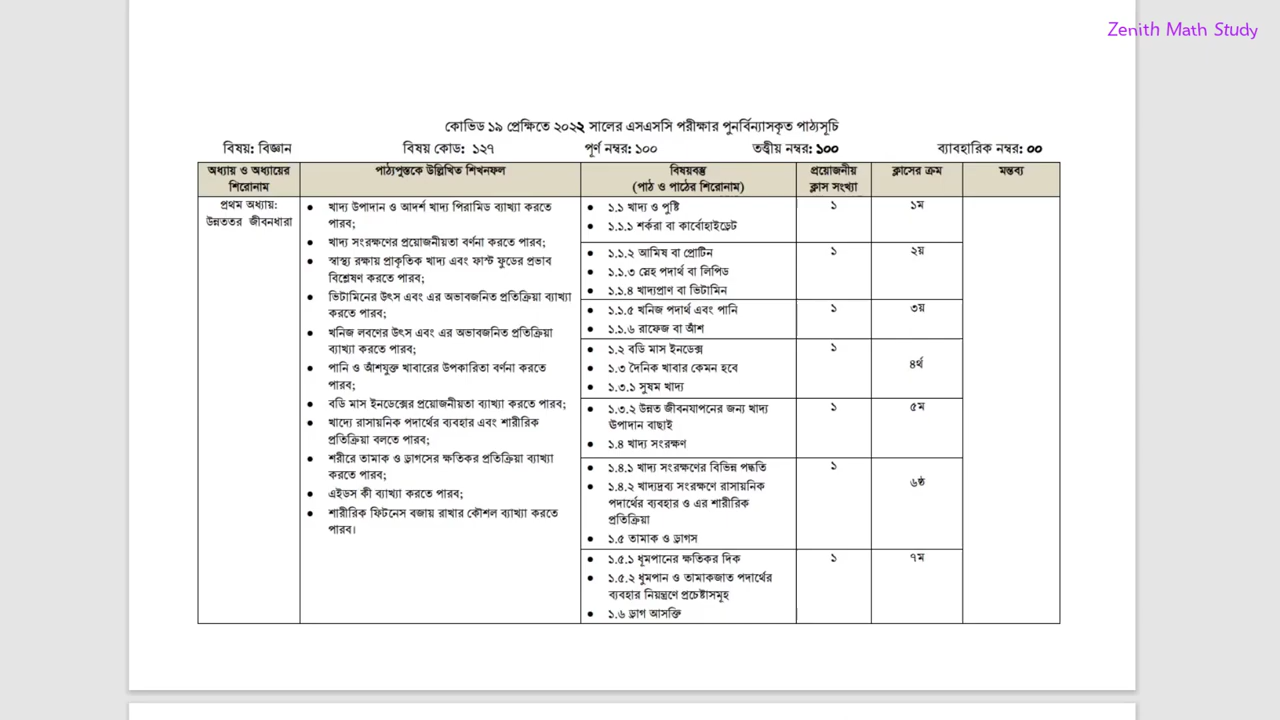 Zenith Math Study
কোভিড ১৯ প্রেক্ষিতে ২০২২ সালের এসএসসি পরীক্ষার পুনর্বিন্যাসকৃত পাঠ্যসূচি
বিষয়: বিজ্ঞান বিষয় কোড: ১২৭ পূর্ণ নম্বর: ১০০ তত্ত্বীয় নম্বর: ১০০ ব্যাবহারিক নম্বর: ০০
অধ্যায় ও অধ্যায়ের
শিরোনাম
পাঠ্যপুস্তকে উল্লিখিত শিখনফল
বিষয়বস্তু
(পাঠ ও পাঠের শিরোনাম)
প্রয়োজনীয়
ক্লাস সংখ্যা
ক্লাসের ক্রম
মন্তব্য
প্রথম অধ্যায়:
উন্নততর জীবনধারা
• খাদ্য উপাদান ও আদর্শ খাদ্য পিরামিড ব্যাখ্যা করতে
পারব;
• খাদ্য সংরক্ষণের প্রয়োজনীয়তা বর্ণনা করতে পারব;
• স্বাস্থ্য রক্ষায় প্রাকৃতিক খাদ্য এবং ফাস্ট ফুডের প্রভাব
বিশ্লেষণ করতে পারব;
• ভিটামিনের উৎস এবং এর অভাবজনিত প্রতিক্রিয়া ব্যাখ্যা
করতে পারব;
• খনিজ লবণের উৎস এবং এর অভাবজনিত প্রতিক্রিয়া
ব্যাখ্যা করতে পারব;
• পানি ও আঁশযুক্ত খাবারের উপকারিতা বর্ণনা করতে
পারব;
• বডি মাস ইনডেক্সের প্রয়োজনীয়তা ব্যাখ্যা করতে পারব;
• খাদ্যে রাসায়নিক পদার্থের ব্যবহার এবং শারীরিক
প্রতিক্রিয়া বলতে পারব;
• শরীরে তামাক ও ড্রাগসের ক্ষতিকর প্রতিক্রিয়া ব্যাখ্যা
করতে পারব;
• এইডস কী ব্যাখ্যা করতে পারব;
• শারীরিক ফিটনেস বজায় রাখার কৌশল ব্যাখ্যা করতে
পারব।
• ১.১ খাদ্য ও পুষ্টি
• ১.১.১ শর্করা বা কার্বোহাইড্রেট
১
১ম
• ১.১.২ আমিষ বা প্রোটিন
• ১.১.৩ স্নেহ পদার্থ বা লিপিড
• ১.১.৪ খাদ্যপ্রাণ বা ভিটামিন
১
২য়
• ১.১.৫ খনিজ পদার্থ এবং পানি
• ১.১.৬ রাফেজ বা আঁশ
১
৩য়
• ১.২ বডি মাস ইনডেক্স
• ১.৩ দৈনিক খাবার কেমন হবে
• ১.৩.১ সুষম খাদ্য
১
৪র্থ
• ১.৩.২ উন্নত জীবনযাপনের জন্য খাদ্য
উপাদান বাছাই
• ১.৪ খাদ্য সংরক্ষণ
১
৫ম
• ১.৪.১ খাদ্য সংরক্ষণের বিভিন্ন পদ্ধতি
• ১.৪.২ খাদ্যদ্রব্য সংরক্ষণে রাসায়নিক
পদার্থের ব্যবহার ও এর শারীরিক
প্রতিক্রিয়া
• ১.৫ তামাক ও ড্রাগস
১
৬ষ্ঠ
• ১.৫.১ ধূমপানের ক্ষতিকর দিক
• ১.৫.২ ধুমপান ও তামাকজাত পদার্থের
ব্যবহার নিয়ন্ত্রণে প্রচেষ্টাসমূহ
• ১.৬ ড্রাগ আসক্তি
১
৭ম